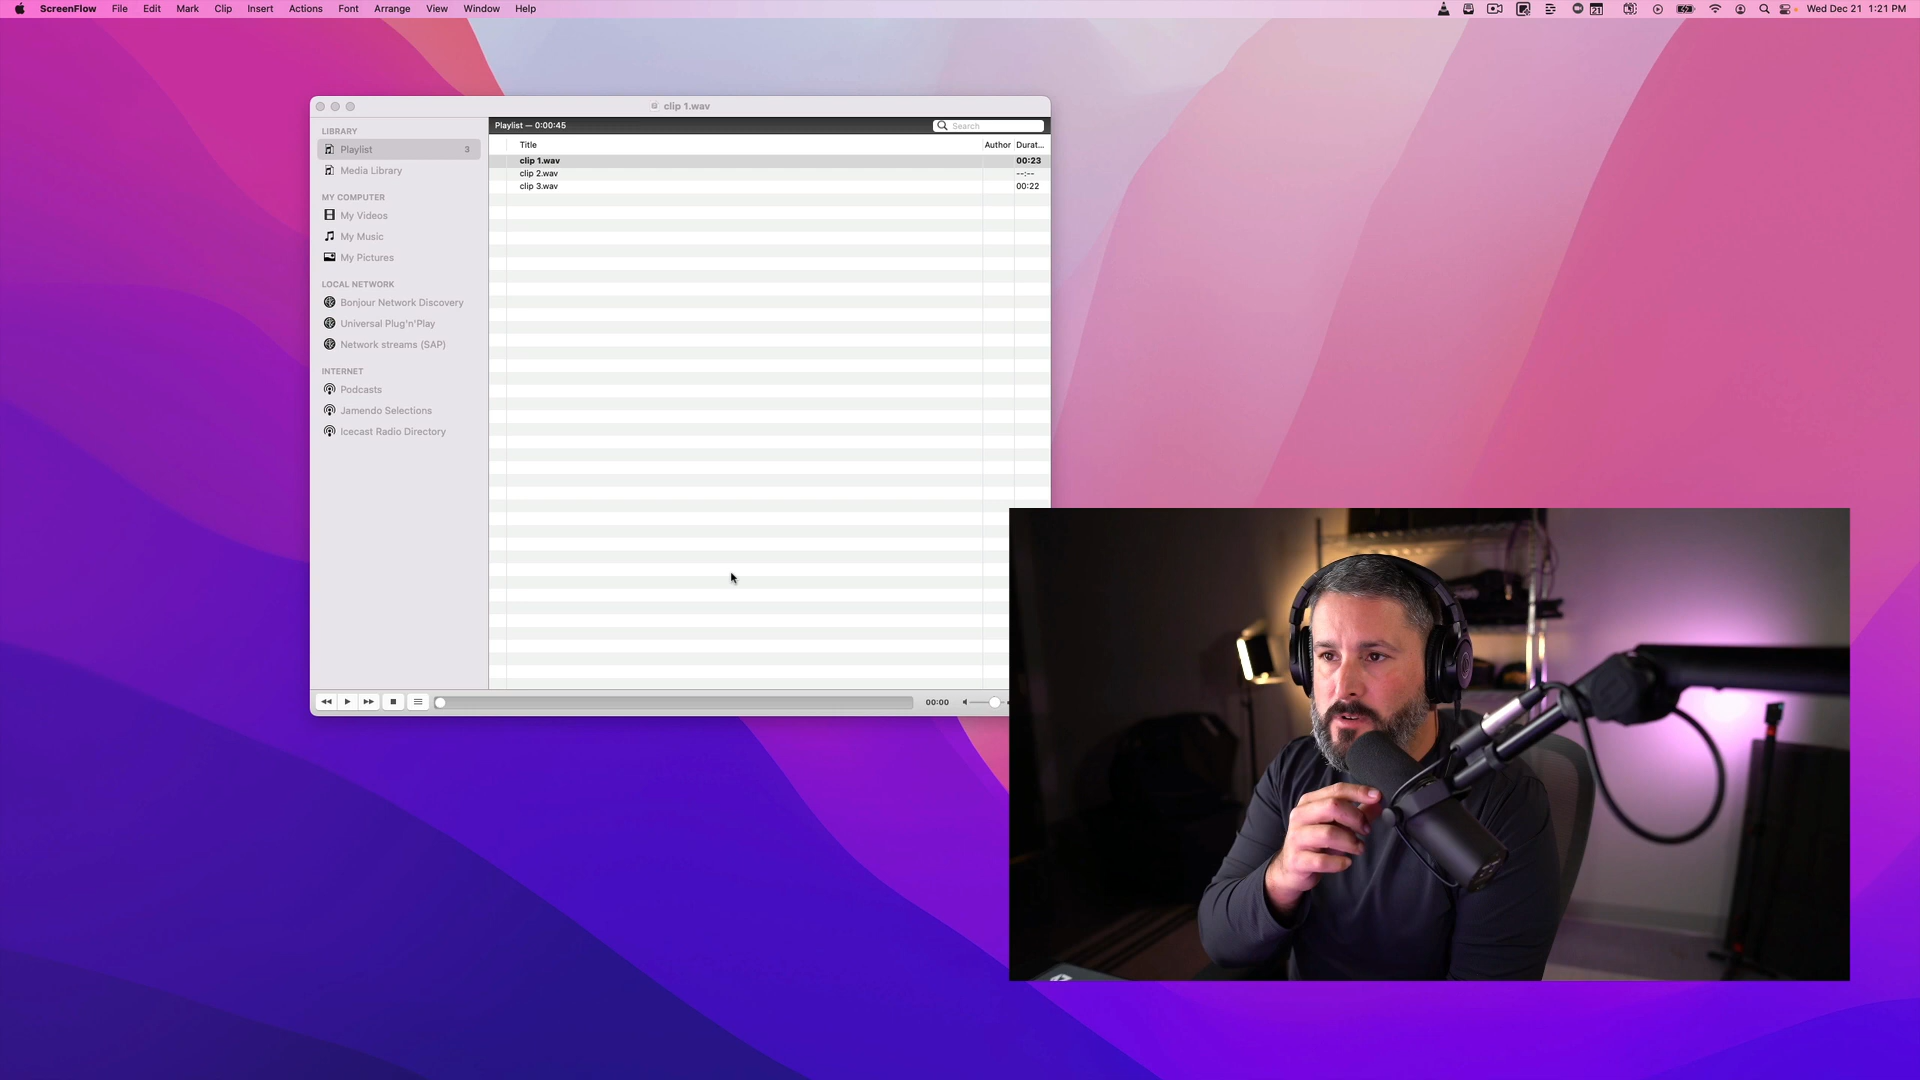 ScreenFlow File Edit Mark Clip Insert Actions Font Arrange View Window Help
21
Wed Dec 21 1:21 PM
clip 1.wav
LIBRARY
Playlist 3
Media Library
MY COMPUTER
My Videos
My Music
My Pictures
LOCAL NETWORK
Bonjour Network Discovery
Universal Plug'n'Play
Network streams (SAP)
INTERNET
Podcasts
Jamendo Selections
Icecast Radio Directory
Playlist — 0:00:45
Search
Title Author Durat...
clip 1.wav 00:23
clip 2.wav --:--
clip 3.wav 00:22
00:00